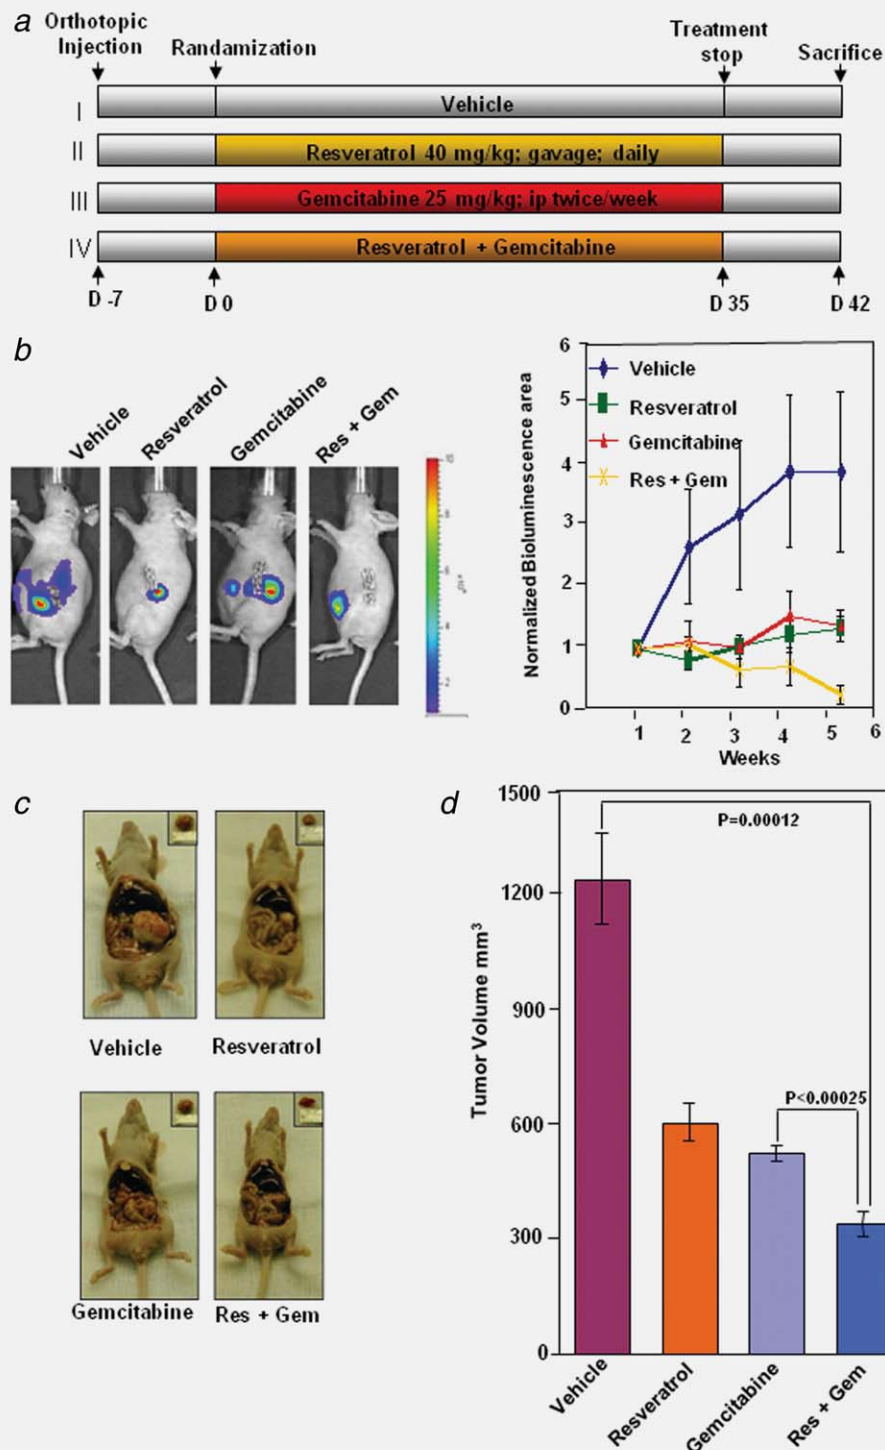 a
Orthotopic
Injection
Randamization
Treatment
stop
Sacrifice
I
Vehicle
II
Resveratrol 40 mg/kg; gavage; daily
III
Gemcitabine 25 mg/kg; ip twice/week
IV
Resveratrol + Gemcitabine
D -7
D 0
D 35
D 42
b
Vehicle
Resveratrol
Gemcitabine
Res + Gem
Normalized Bioluminescence area
6
5
4
3
2
1
0
Vehicle
Resveratrol
Gemcitabine
Res + Gem
1 2 3 4 5 6
Weeks
c
Vehicle
Resveratrol
Gemcitabine
Res + Gem
d
Tumor Volume mm³
1500
1200
900
600
300
0
P=0.00012
P<0.00025
Vehicle
Resveratrol
Gemcitabine
Res + Gem